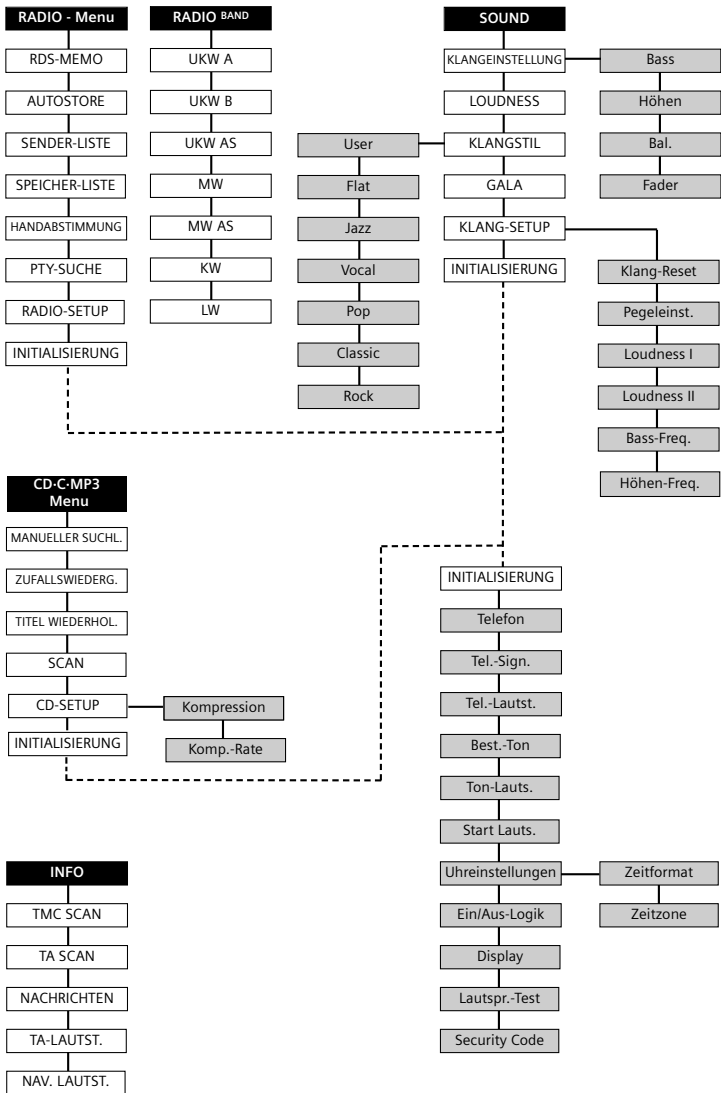 RADIO - Menu
RDS-MEMO
AUTOSTORE
SENDER-LISTE
SPEICHER-LISTE
HANDABSTIMMUNG
PTY-SUCHE
RADIO-SETUP
INITIALISIERUNG
RADIO BAND
UKW A
UKW B
UKW AS
MW
MW AS
KW
LW
SOUND
KLANGEINSTELLUNG
LOUDNESS
KLANGSTIL
GALA
KLANG-SETUP
INITIALISIERUNG
Bass
Höhen
Bal.
Fader
User
Flat
Jazz
Vocal
Pop
Classic
Rock
Klang-Reset
Pegeleinst.
Loudness I
Loudness II
Bass-Freq.
Höhen-Freq.
CD·C·MP3
Menu
MANUELLER SUCHL.
ZUFALLSWIEDERG.
TITEL WIEDERHOL.
SCAN
CD-SETUP
INITIALISIERUNG
Kompression
Komp.-Rate
INITIALISIERUNG
Telefon
Tel.-Sign.
Tel.-Lautst.
Best.-Ton
Ton-Lauts.
Start Lauts.
Uhreinstellungen
Ein/Aus-Logik
Display
Lautspr.-Test
Security Code
Zeitformat
Zeitzone
INFO
TMC SCAN
TA SCAN
NACHRICHTEN
TA-LAUTST.
NAV. LAUTST.